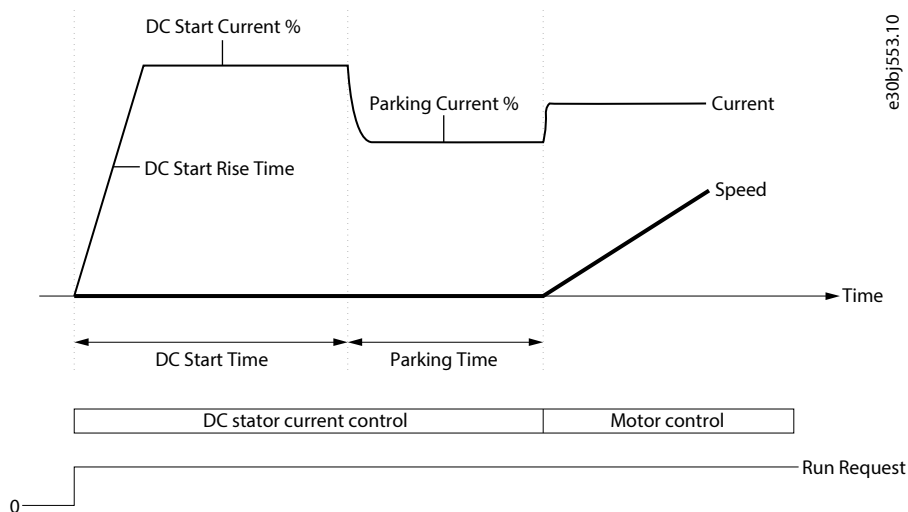 DC Start Current %
e30bj553.10
Parking Current %
Current
DC Start Rise Time
Speed
Time
DC Start Time
Parking Time
DC stator current control
Motor control
Run Request
0